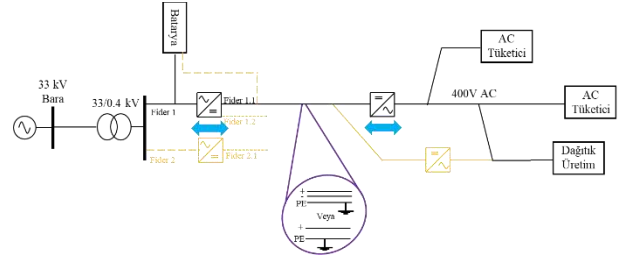 Batarya
33 kV
Bara
33/0.4 kV
Fider 1
Fider 1.1
Fider 1.2
Fider 2
Fider 2.1
400V AC
AC
Tüketici
AC
Tüketici
Dağıtık
Üretim
+
-
PE
Veya
+
PE